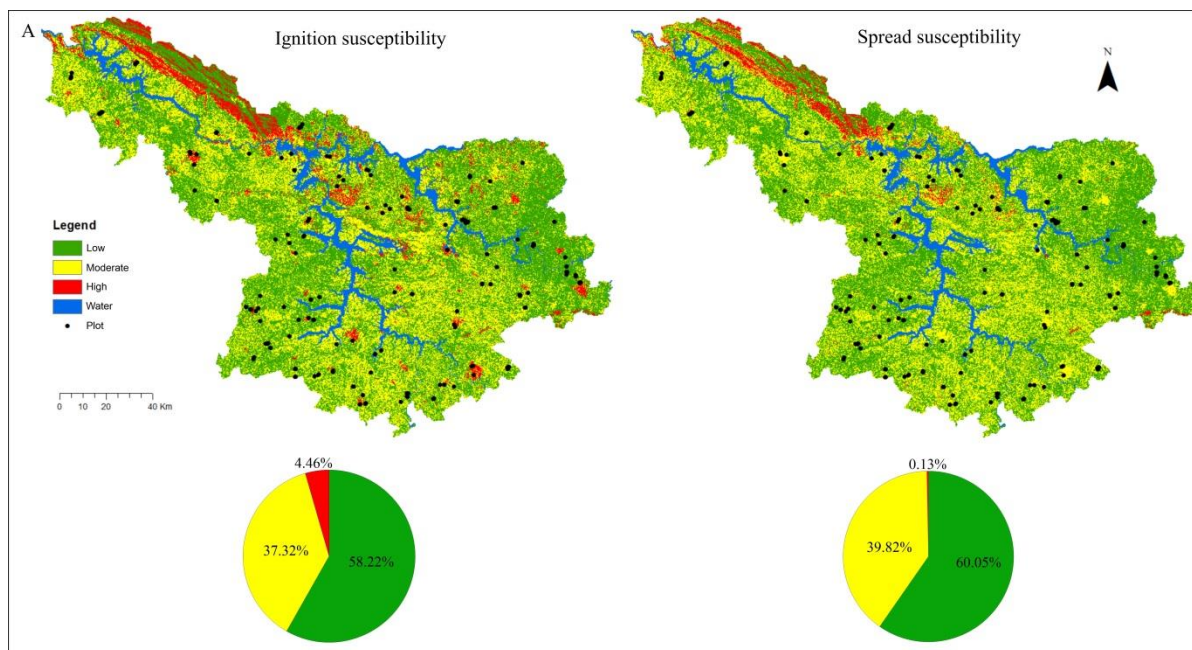 A
Ignition susceptibility
Spread susceptibility
N
Legend
Low
Moderate
High
Water
Plot
0 10 20 40 Km
4.46%
37.32%
58.22%
0.13%
39.82%
60.05%